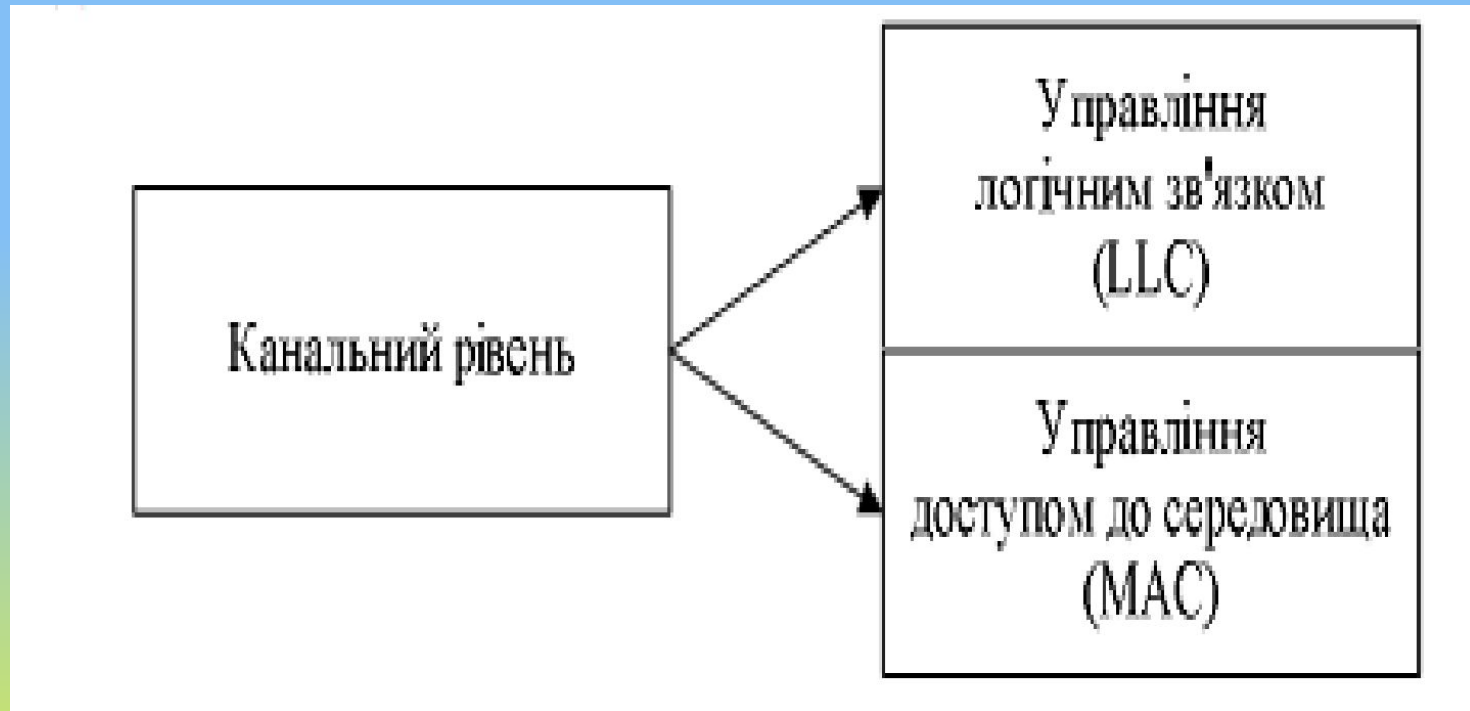 Канальний рівень
Управління
логічним зв'язком
(LLC)
Управління
доступом до середовища
(MAC)